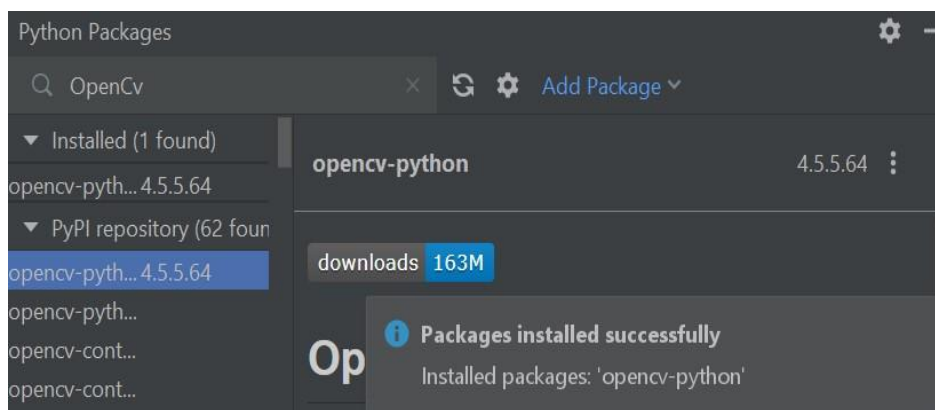 Python Packages
OpenCv
Add Package
Installed (1 found)
opencv-pyth... 4.5.5.64
PyPI repository (62 foun
opencv-pyth... 4.5.5.64
opencv-pyth...
opencv-cont...
opencv-cont...
opencv-python 4.5.5.64
downloads 163M
Op
Packages installed successfully
Installed packages: 'opencv-python'